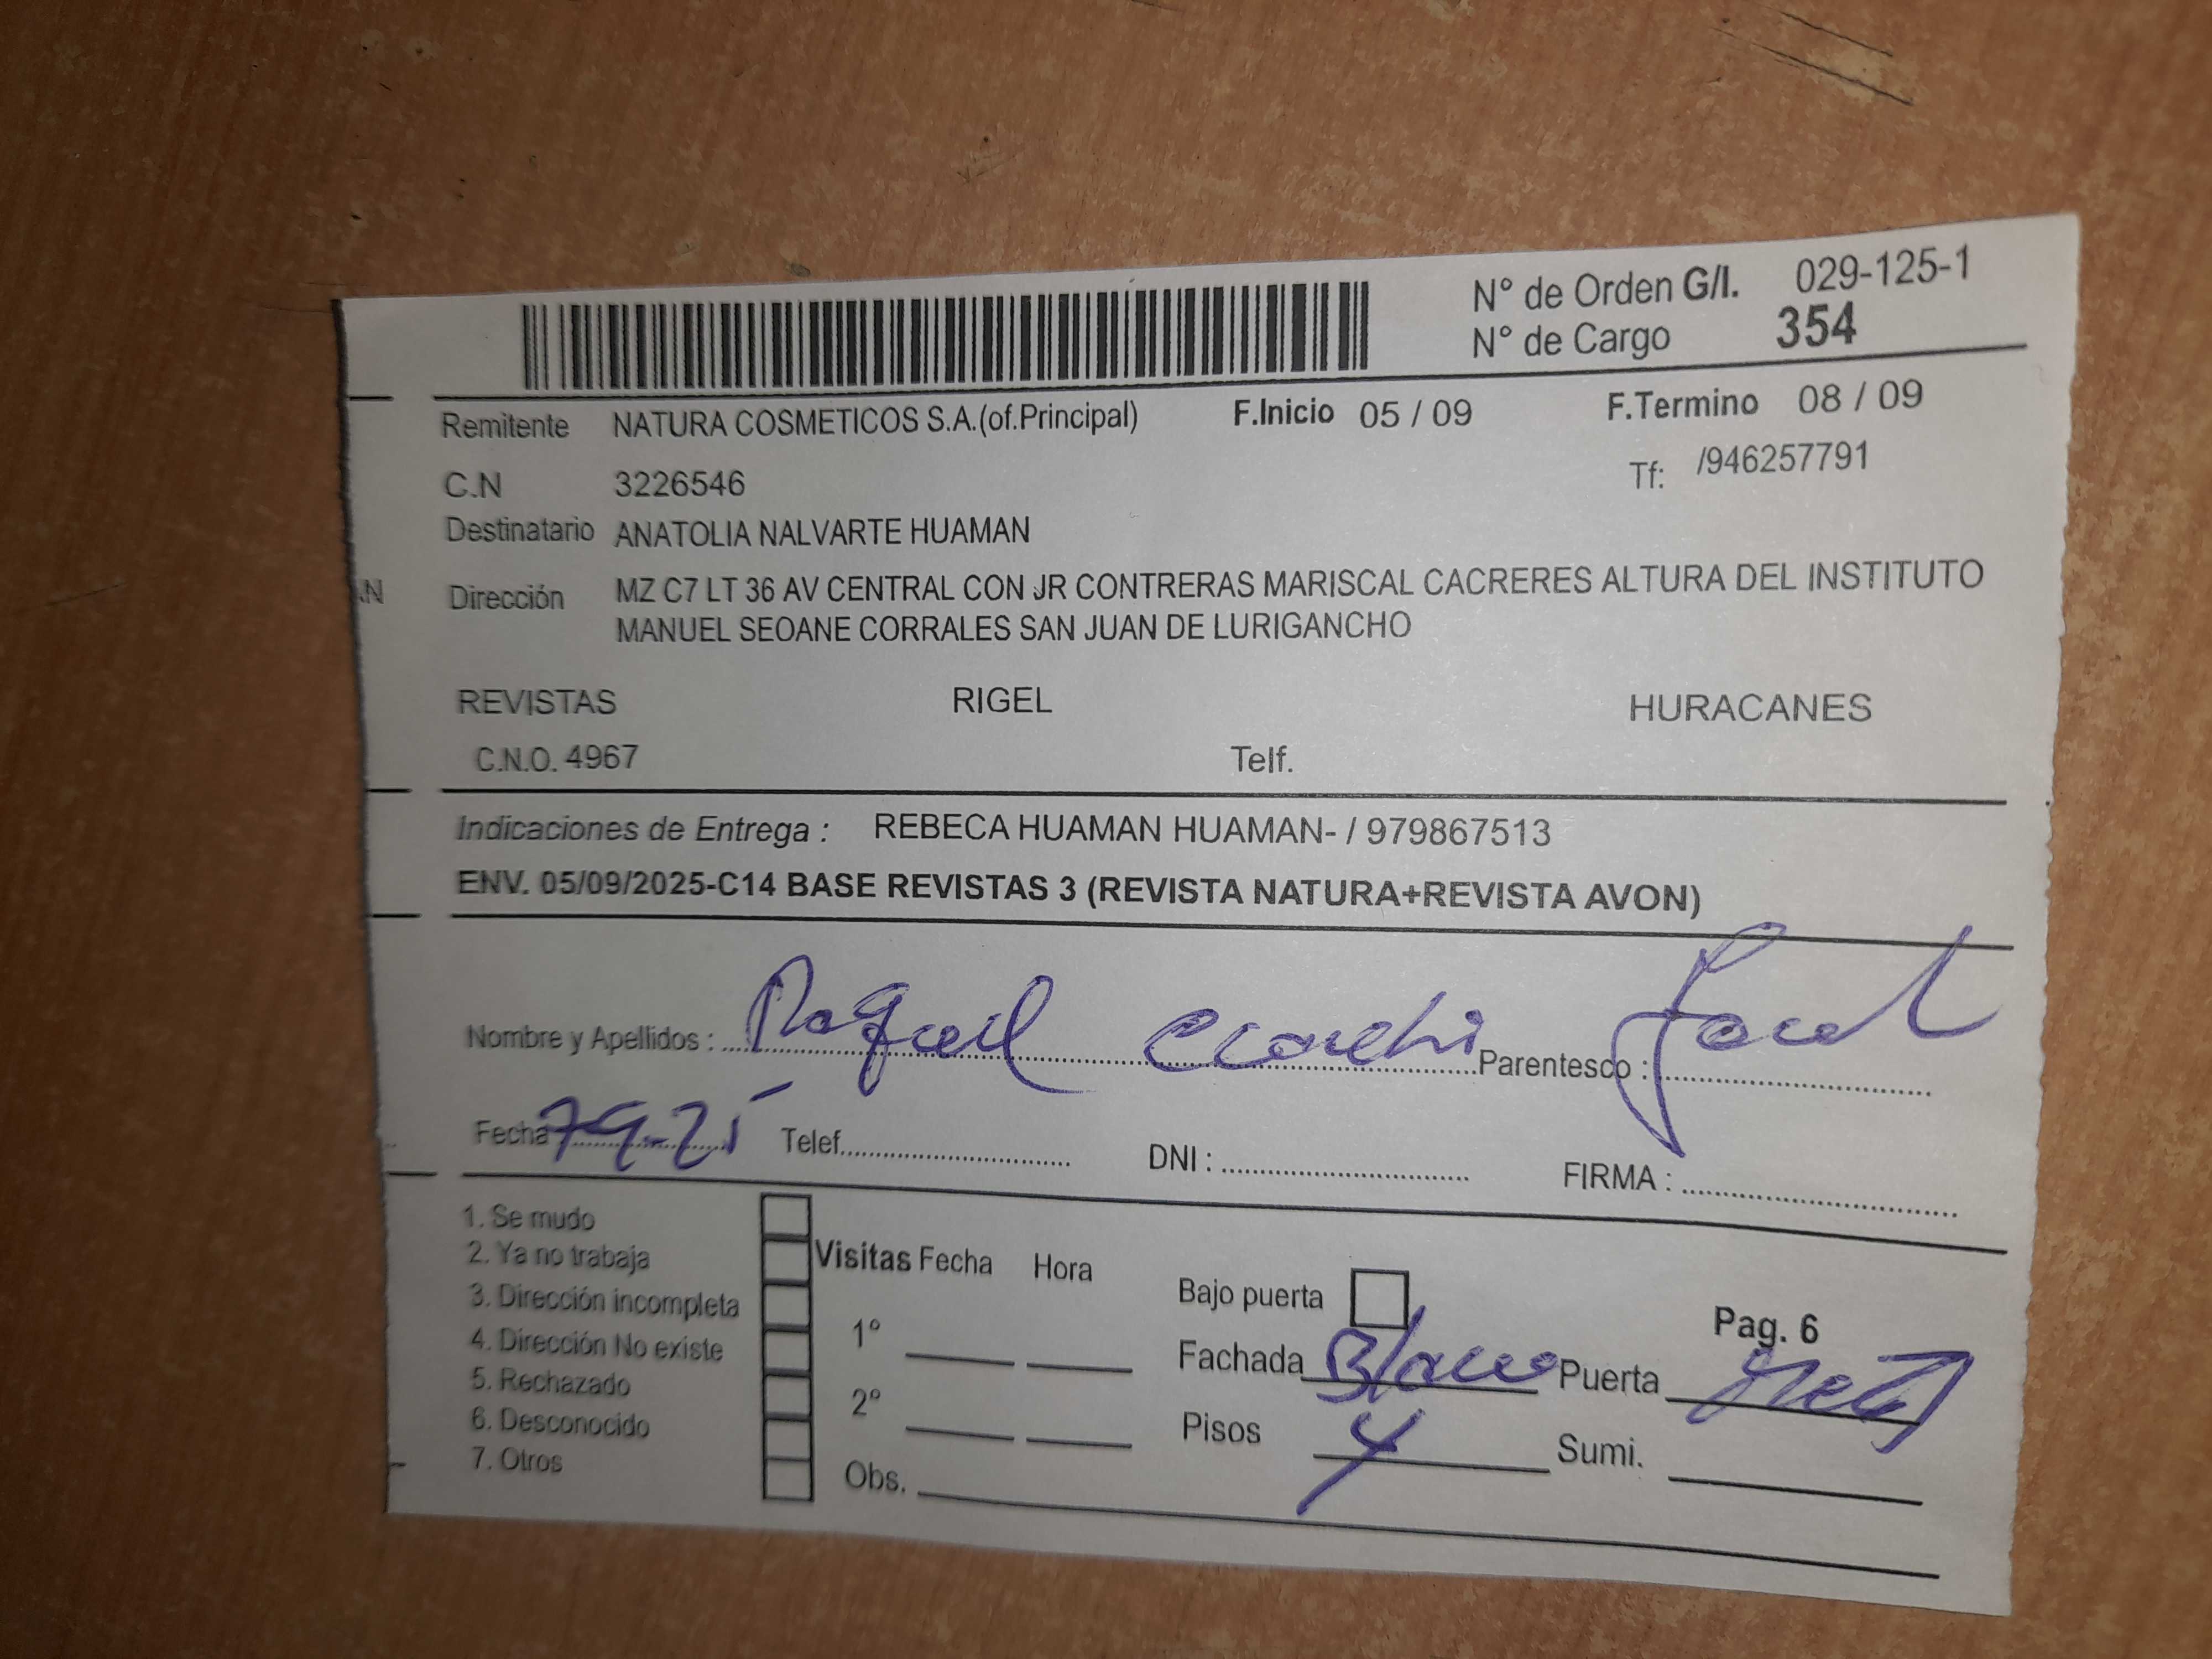 N° de Orden G/I. 029-125-1
N° de Cargo 354
Remitente NATURA COSMETICOS S.A.(of.Principal) F.Inicio 05 / 09 F.Termino 08 / 09
C.N 3226546 Tf: /946257791
Destinatario ANATOLIA NALVARTE HUAMAN
.N Dirección MZ C7 LT 36 AV CENTRAL CON JR CONTRERAS MARISCAL CACRERES ALTURA DEL INSTITUTO
MANUEL SEOANE CORRALES SAN JUAN DE LURIGANCHO
REVISTAS RIGEL HURACANES
C.N.O. 4967 Telf.
Indicaciones de Entrega : REBECA HUAMAN HUAMAN- / 979867513
ENV. 05/09/2025-C14 BASE REVISTAS 3 (REVISTA NATURA+REVISTA AVON)
Nombre y Apellidos : Raquel Parentesco :
Fecha 79-25 Telef. DNI : FIRMA :
1. Se mudo
2. Ya no trabaja Visitas Fecha Hora
3. Dirección incompleta Bajo puerta Pag. 6
4. Dirección No existe 1° Fachada Blanco Puerta
5. Rechazado
6. Desconocido 2° Pisos 4 Sumi.
7. Otros Obs.